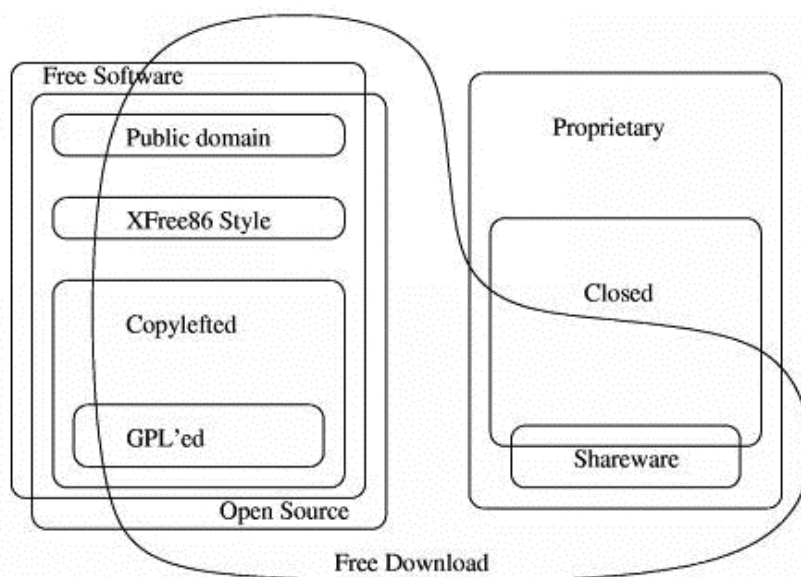 Free Software
Public domain
Proprietary
XFree86 Style
Closed
Copylefted
GPL'ed
Shareware
Open Source
Free Download